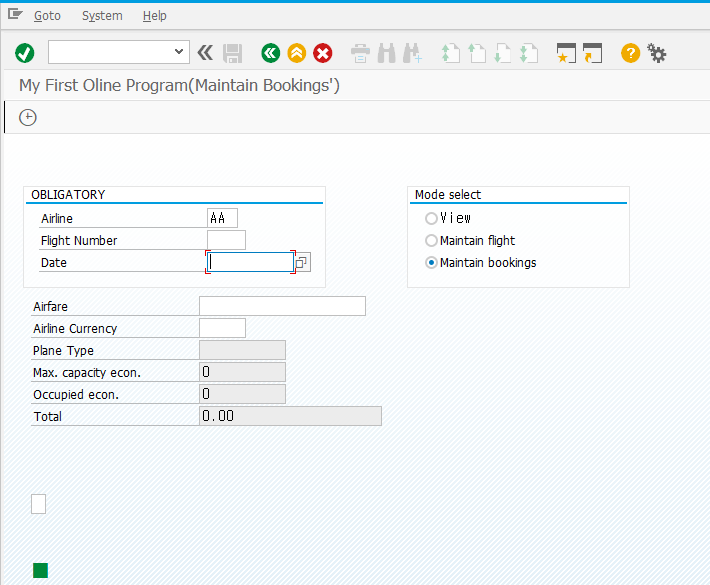 Goto System Help
My First Oline Program(Maintain Bookings')
OBLIGATORY
Airline AA
Flight Number
Date
Mode select
View
Maintain flight
Maintain bookings
Airfare
Airline Currency
Plane Type
Max. capacity econ. 0
Occupied econ. 0
Total 0.00